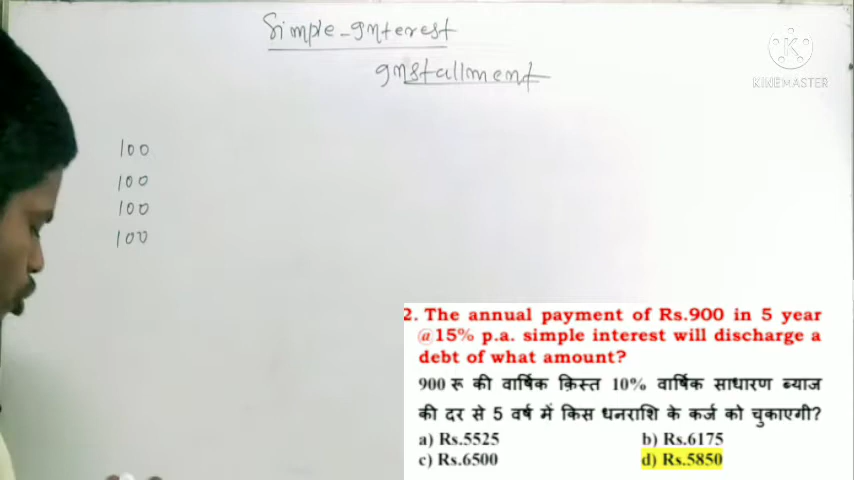 Simple-Interest
Installment
KINEMASTER
100
100
100
100
2. The annual payment of Rs.900 in 5 year
@15% p.a. simple interest will discharge a
debt of what amount?
900 रू की वार्षिक क़िस्त 10% वार्षिक साधारण ब्याज
की दर से 5 वर्ष में किस धनराशि के कर्ज को चुकाएगी?
a) Rs.5525 b) Rs.6175
c) Rs.6500 d) Rs.5850